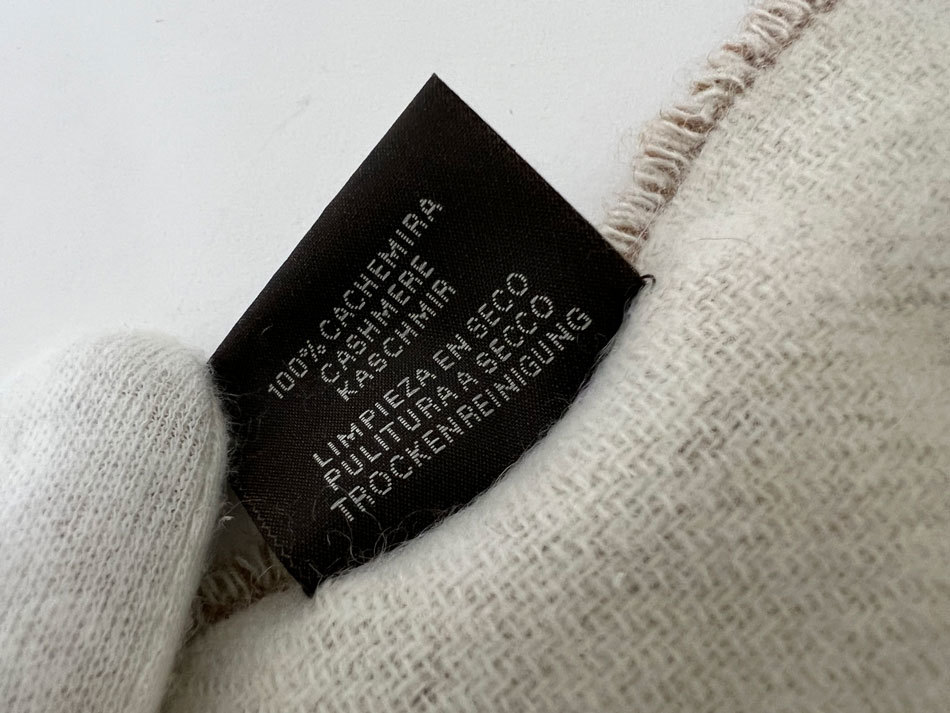 100% CACHEMIRA
CASHMERE
KASCHMIR
LIMPIEZA EN SECO
PULITURA A SECCO
TROCKENREINIGUNG